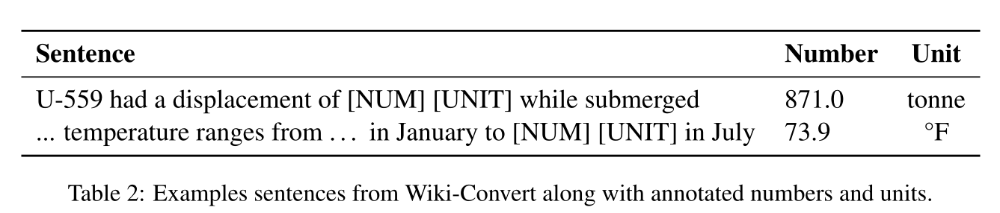 Sentence Number Unit
U-559 had a displacement of [NUM] [UNIT] while submerged 871.0 tonne
... temperature ranges from . . . in January to [NUM] [UNIT] in July 73.9 °F
Table 2: Examples sentences from Wiki-Convert along with annotated numbers and units.